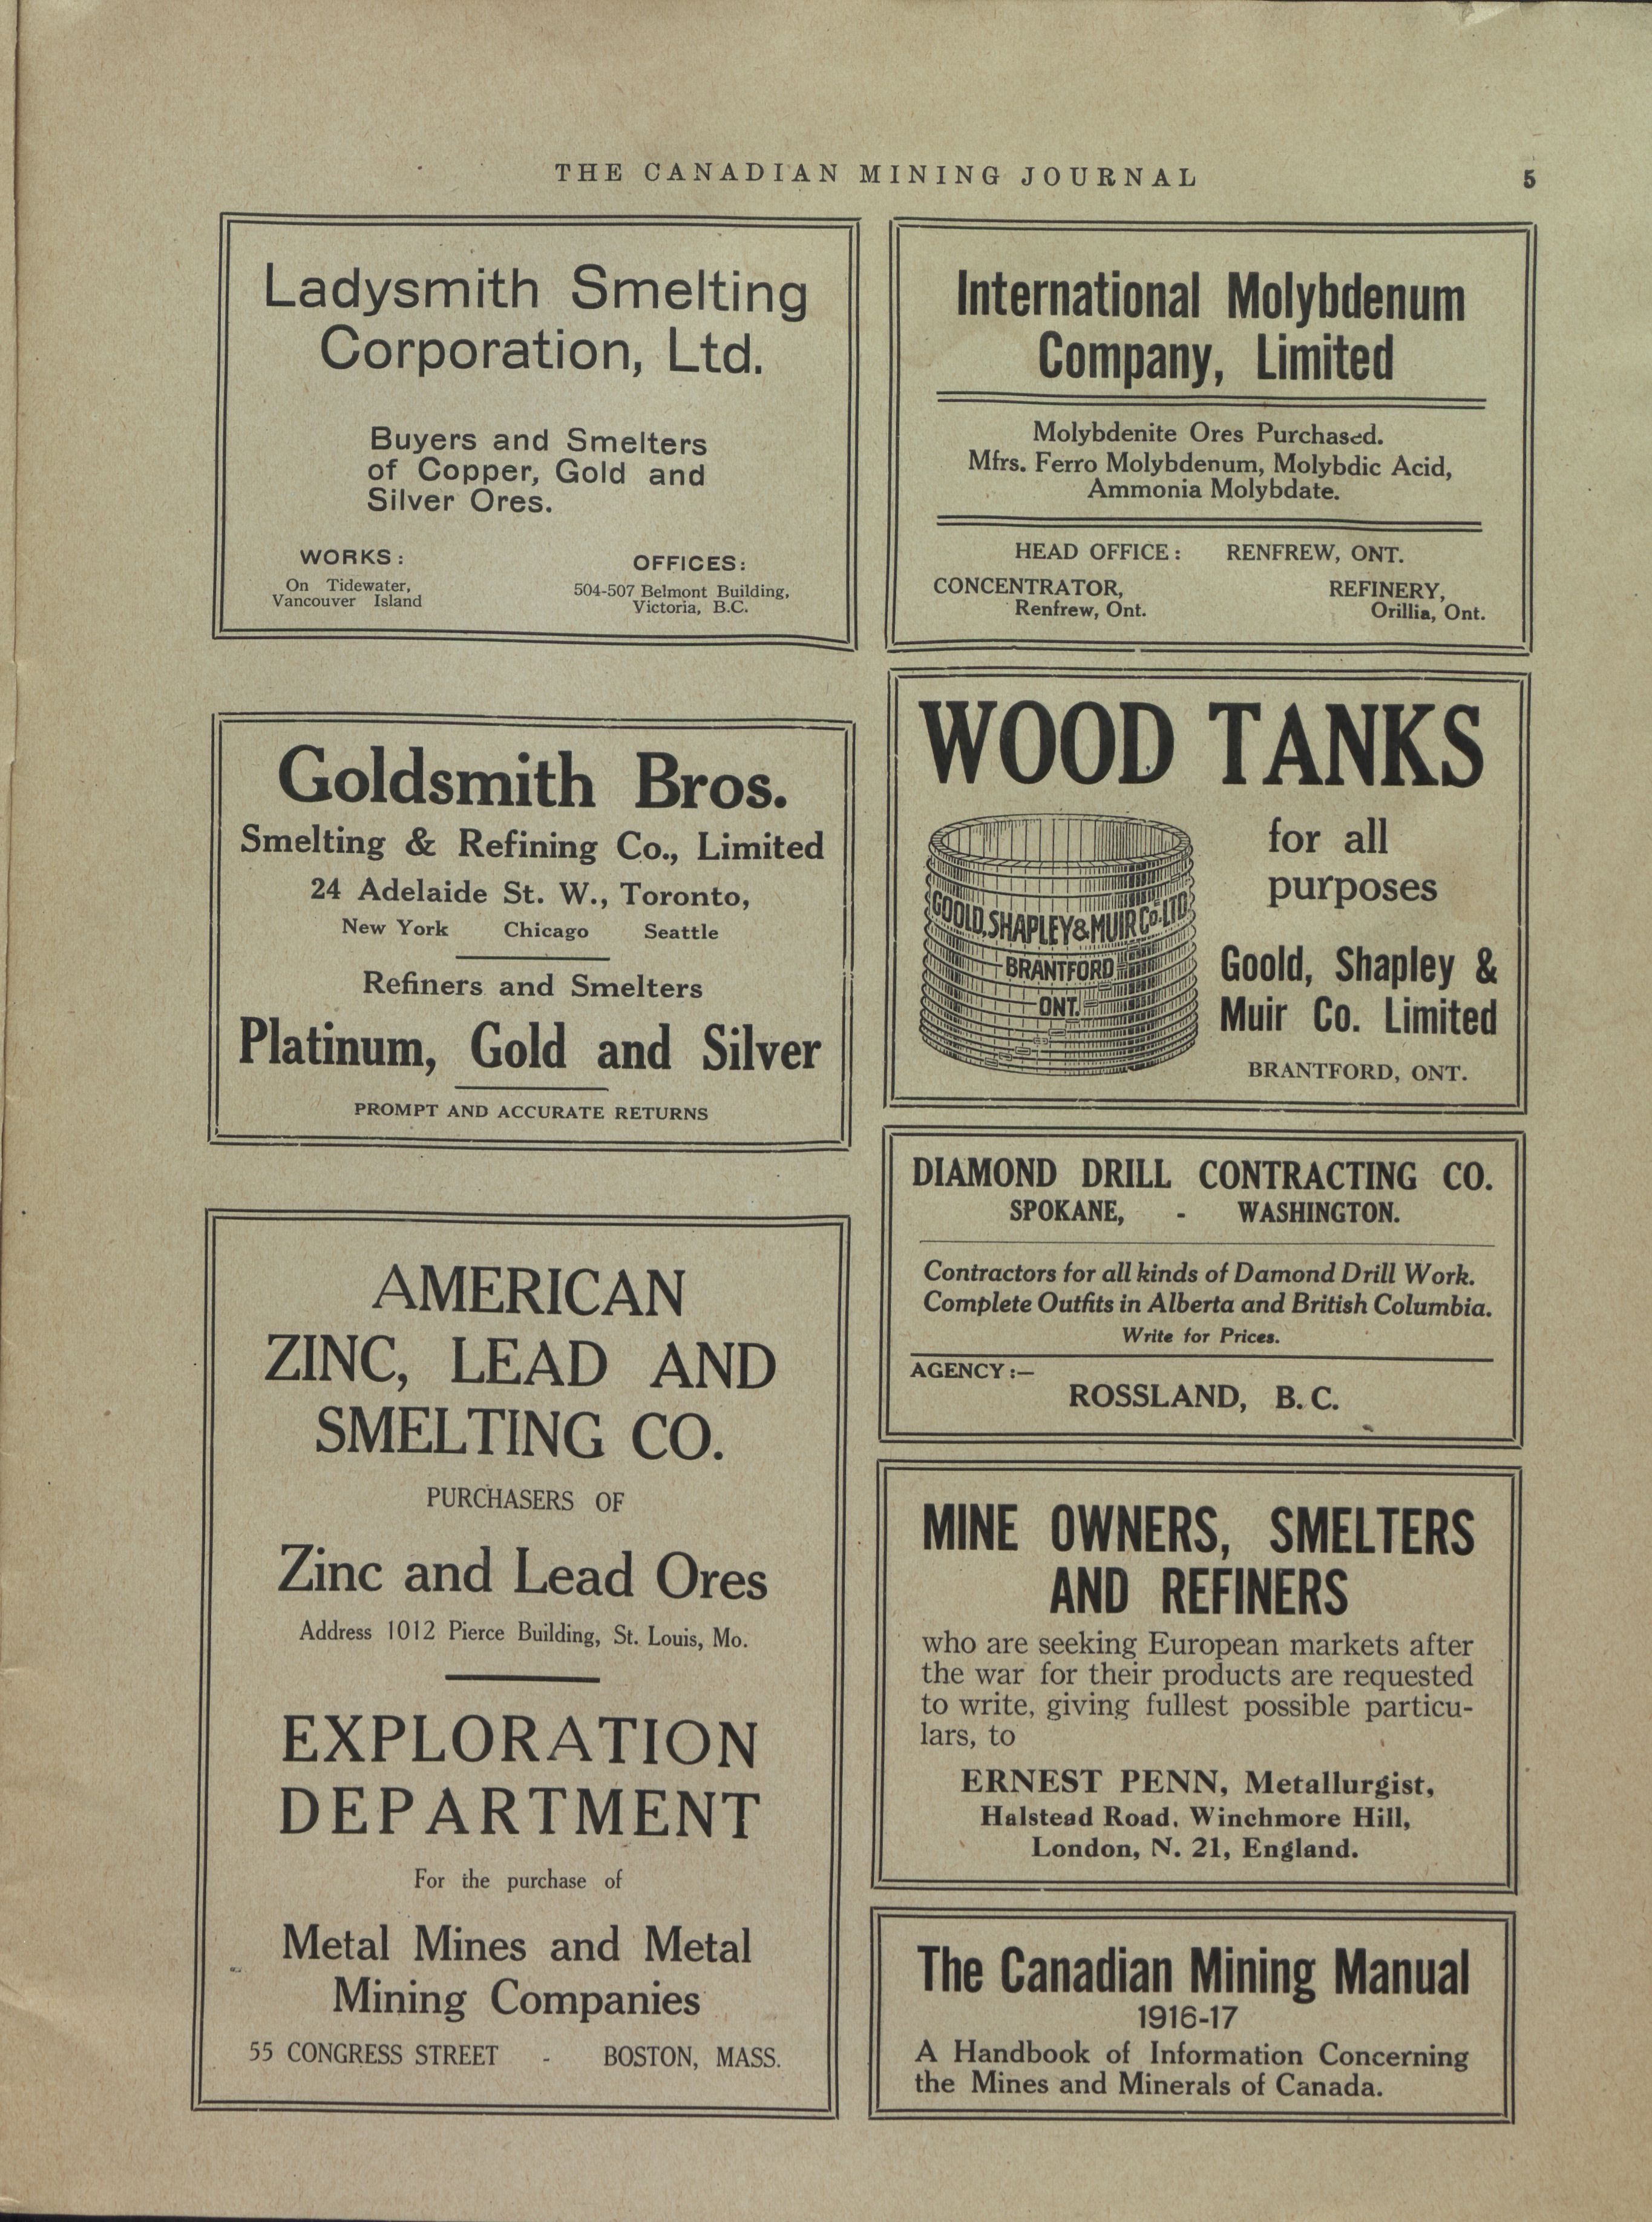 THE CANADIAN MINING JOURNAL 5
Ladysmith Smelting
Corporation, Ltd.
Buyers and Smelters
of Copper, Gold and
Silver Ores.
WORKS:
On Tidewater,
Vancouver Island
OFFICES:
504-507 Belmont Building,
Victoria, B.C.
Goldsmith Bros.
Smelting & Refining Co., Limited
24 Adelaide St. W., Toronto,
New York Chicago Seattle
Refiners and Smelters
Platinum, Gold and Silver
PROMPT AND ACCURATE RETURNS
AMERICAN
ZINC, LEAD AND
SMELTING CO.
PURCHASERS OF
Zinc and Lead Ores
Address 1012 Pierce Building, St. Louis, Mo.
EXPLORATION
DEPARTMENT
For the purchase of
Metal Mines and Metal
Mining Companies
55 CONGRESS STREET - BOSTON, MASS.
International Molybdenum
Company, Limited
Molybdenite Ores Purchased.
Mfrs. Ferro Molybdenum, Molybdic Acid,
Ammonia Molybdate.
HEAD OFFICE: RENFREW, ONT.
CONCENTRATOR,
Renfrew, Ont.
REFINERY,
Orillia, Ont.
WOOD TANKS
for all
purposes
GOOLD, SHAPLEY & MUIR Co. LTD
BRANTFORD
ONT.
Goold, Shapley &
Muir Co. Limited
BRANTFORD, ONT.
DIAMOND DRILL CONTRACTING CO.
SPOKANE, - WASHINGTON.
Contractors for all kinds of Damond Drill Work.
Complete Outfits in Alberta and British Columbia.
Write for Prices.
AGENCY:—
ROSSLAND, B. C.
MINE OWNERS, SMELTERS
AND REFINERS
who are seeking European markets after
the war for their products are requested
to write, giving fullest possible particu-
lars, to
ERNEST PENN, Metallurgist,
Halstead Road, Winchmore Hill,
London, N. 21, England.
The Canadian Mining Manual
1916-17
A Handbook of Information Concerning
the Mines and Minerals of Canada.